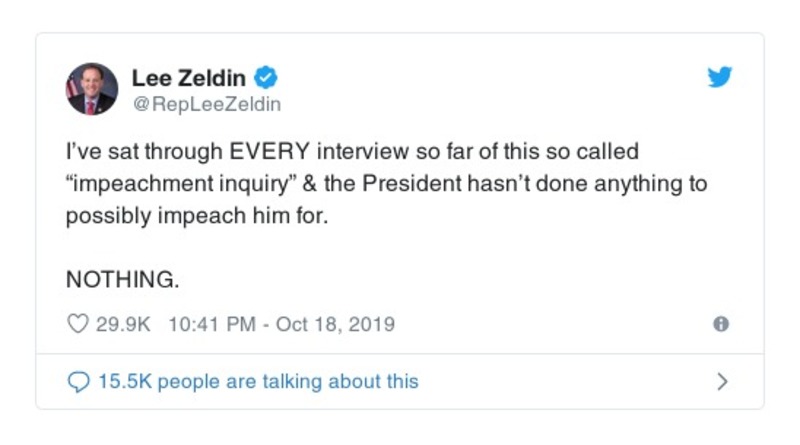 Lee Zeldin
@RepLeeZeldin
I’ve sat through EVERY interview so far of this so called
“impeachment inquiry” & the President hasn’t done anything to
possibly impeach him for.
NOTHING.
29.9K 10:41 PM - Oct 18, 2019
15.5K people are talking about this